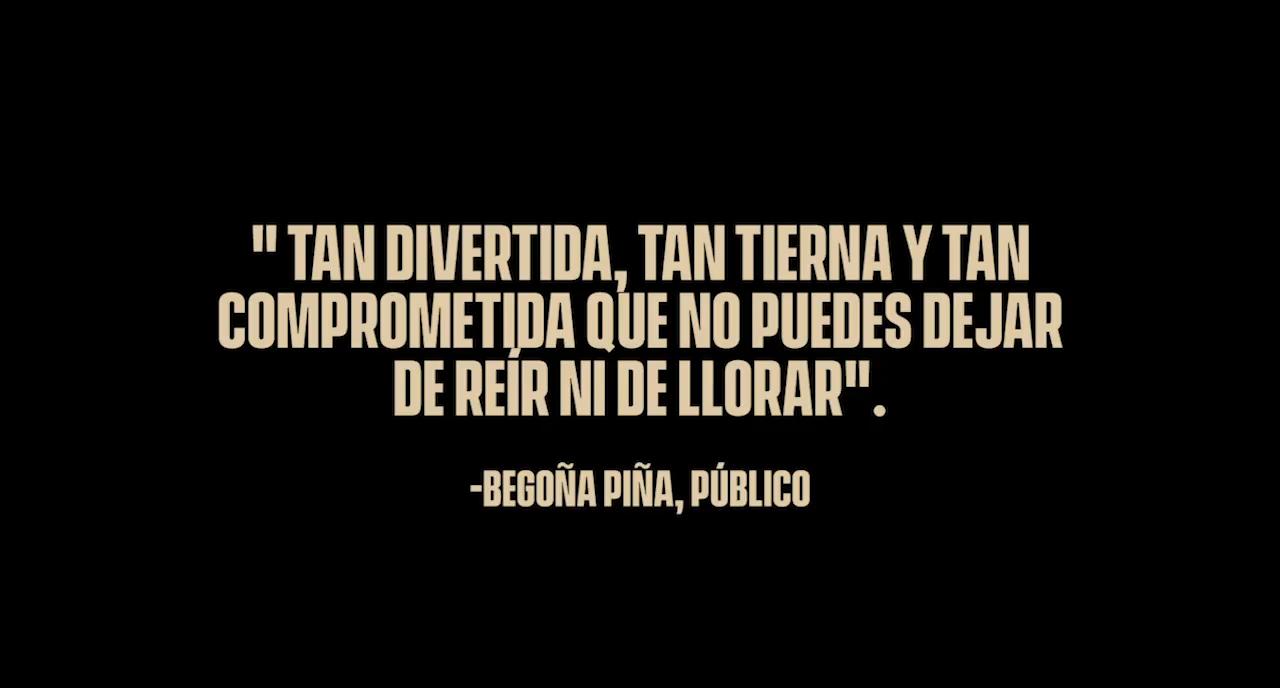 " TAN DIVERTIDA, TAN TIERNA Y TAN
COMPROMETIDA QUE NO PUEDES DEJAR
DE REÍR NI DE LLORAR".
-BEGOÑA PIÑA, PÚBLICO